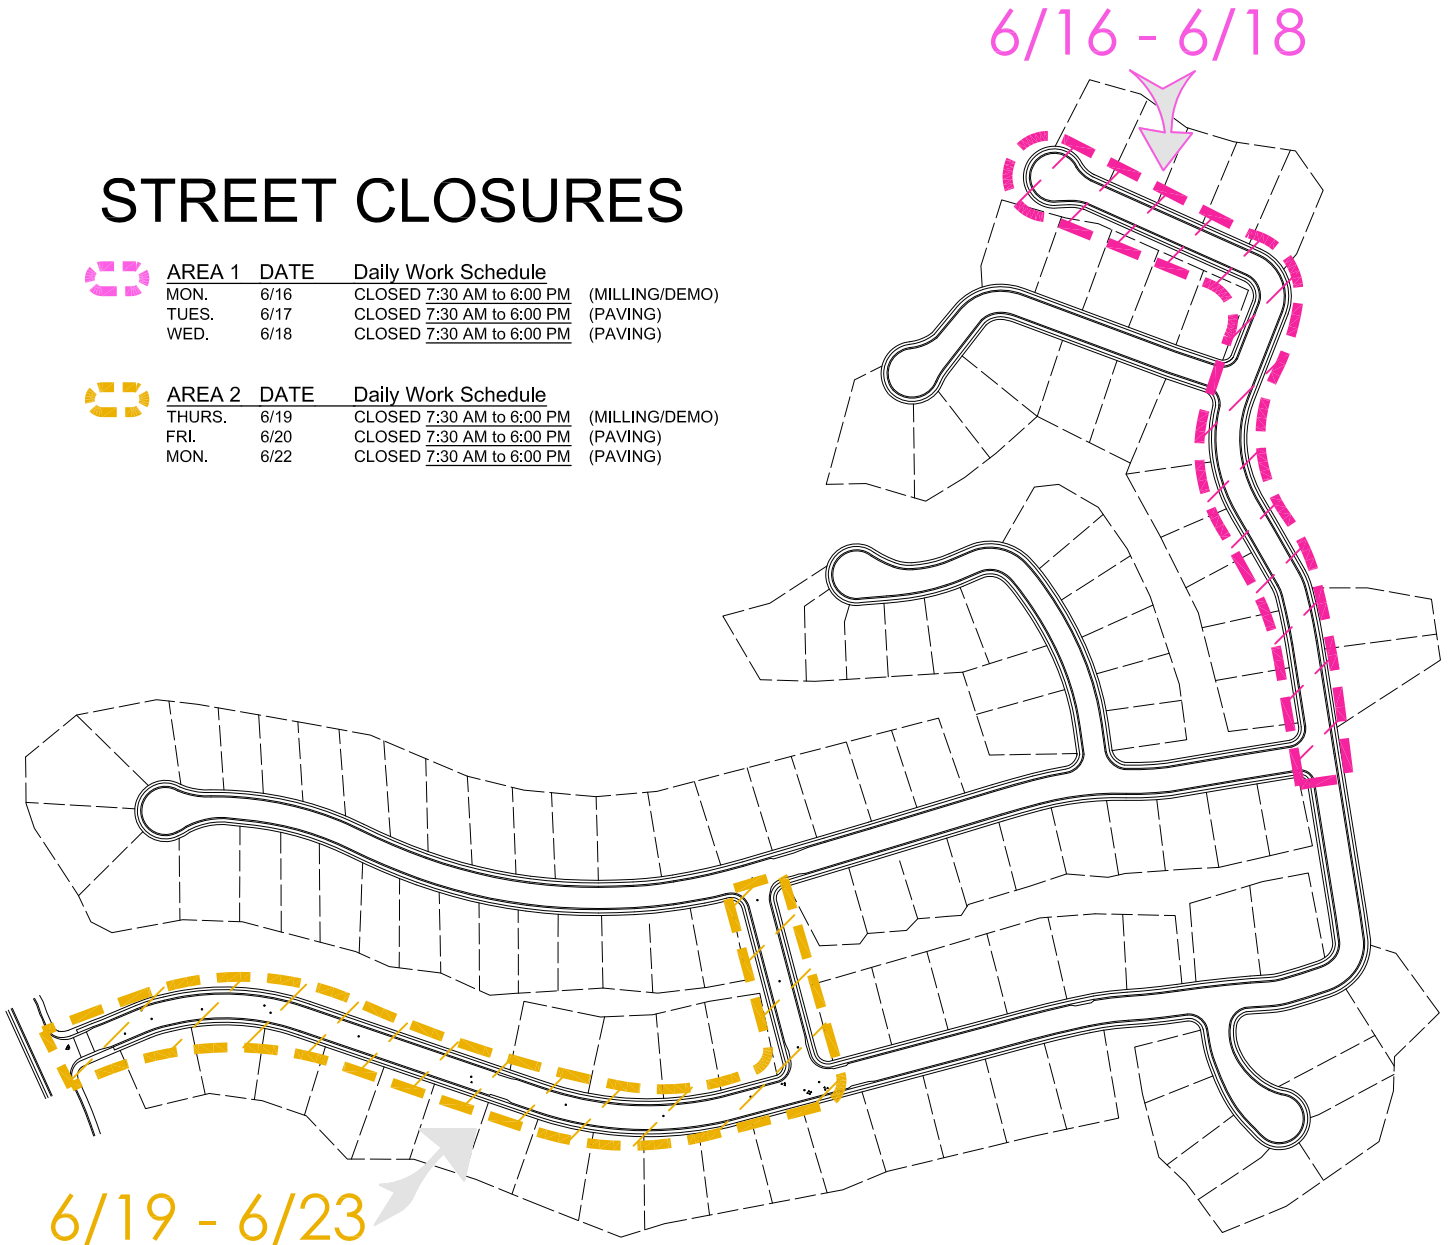 6/16 - 6/18
STREET CLOSURES
AREA 1 DATE Daily Work Schedule
MON. 6/16 CLOSED 7:30 AM to 6:00 PM (MILLING/DEMO)
TUES. 6/17 CLOSED 7:30 AM to 6:00 PM (PAVING)
WED. 6/18 CLOSED 7:30 AM to 6:00 PM (PAVING)
AREA 2 DATE Daily Work Schedule
THURS. 6/19 CLOSED 7:30 AM to 6:00 PM (MILLING/DEMO)
FRI. 6/20 CLOSED 7:30 AM to 6:00 PM (PAVING)
MON. 6/22 CLOSED 7:30 AM to 6:00 PM (PAVING)
6/19 - 6/23